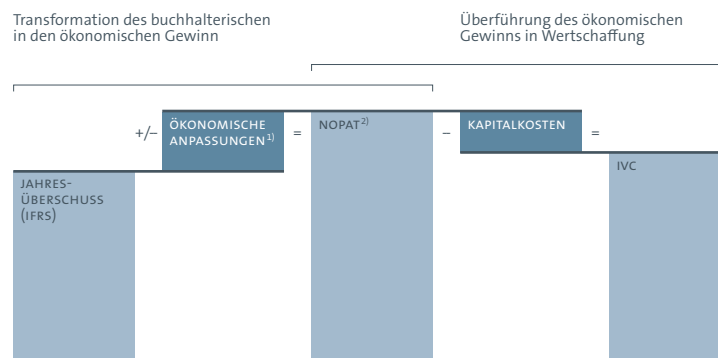 Transformation des buchhalterischen
in den ökonomischen Gewinn
Überführung des ökonomischen
Gewinns in Wertschaffung
+/–
ÖKONOMISCHE
ANPASSUNGEN1)
=
NOPAT2)
–
KAPITALKOSTEN
=
JAHRES-
ÜBERSCHUSS
(IFRS)
IVC